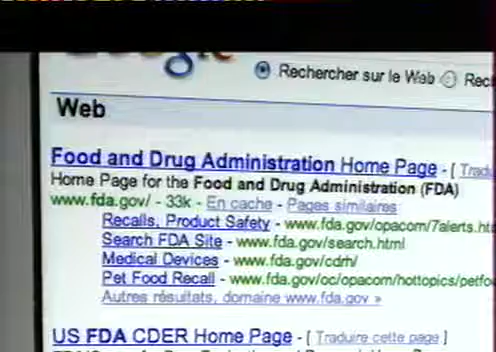 Google
Rechercher sur le Web
Web
Food and Drug Administration Home Page - [
Home Page for the Food and Drug Administration (FDA)
www.fda.gov/ - 33k - En cache - Pages similaires
Recalls, Product Safety - www.fda.gov/opacom/7alerts.ht
Search FDA Site - www.fda.gov/search.html
Medical Devices - www.fda.gov/cdrh/
Pet Food Recall - www.fda.gov/oc/opacom/hottopics/petfo
Autres résultats, domaine www.fda.gov »
US FDA CDER Home Page - [ Traduire cette page ]